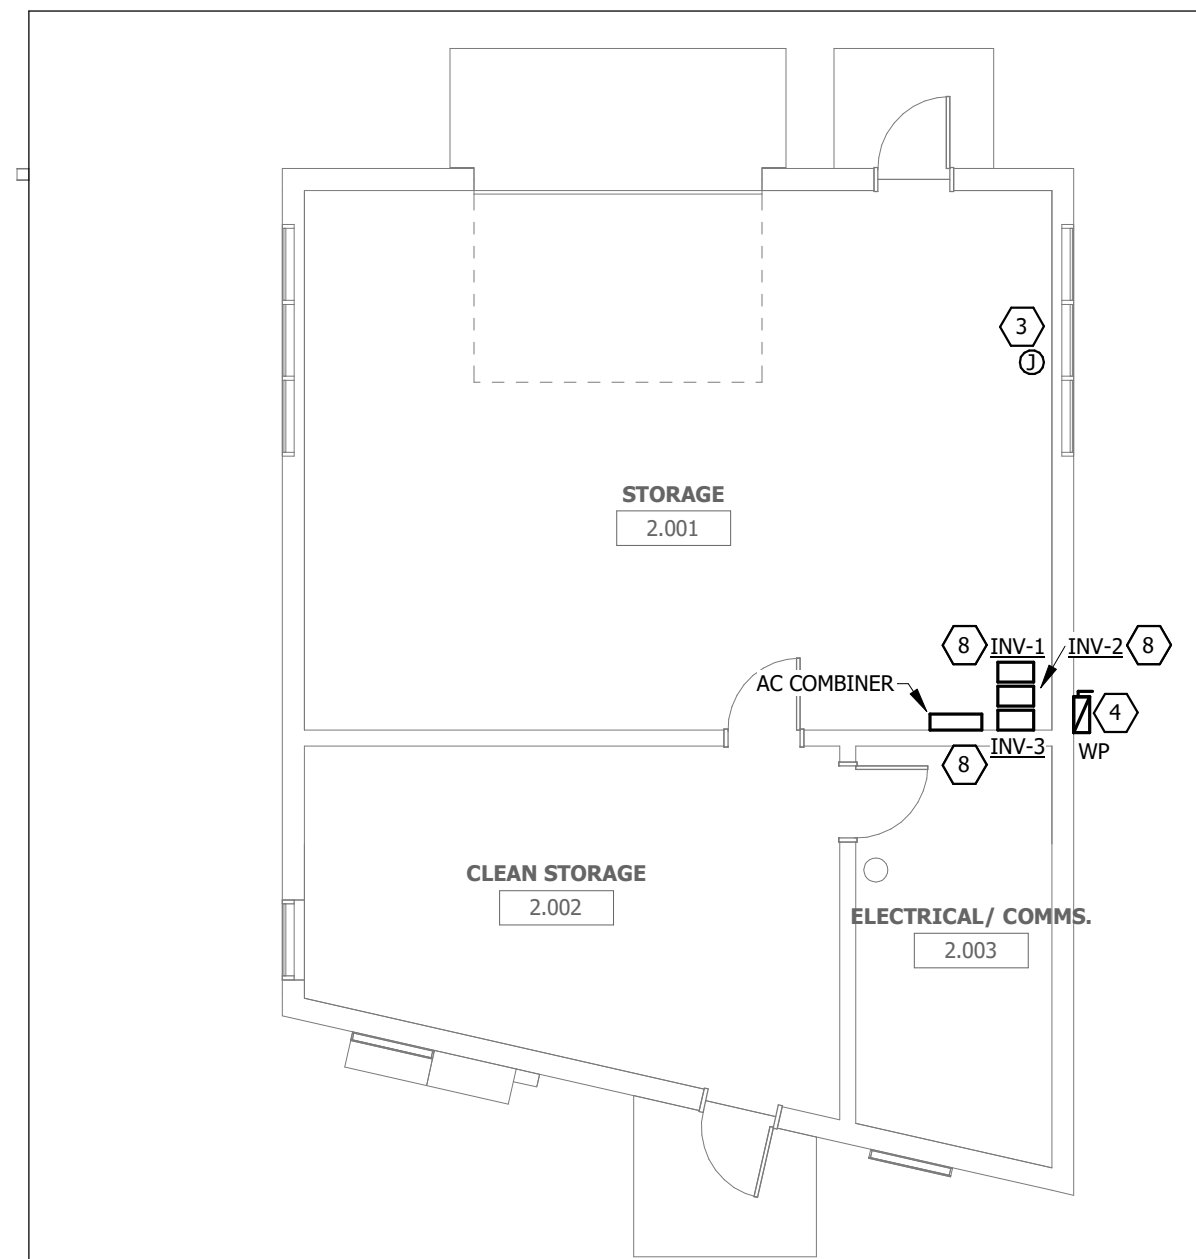 3
J
STORAGE
2.001
8 INV-1 INV-2 8
AC COMBINER
4
INV-3
WP
8
CLEAN STORAGE
2.002
ELECTRICAL/ COMMS.
2.003